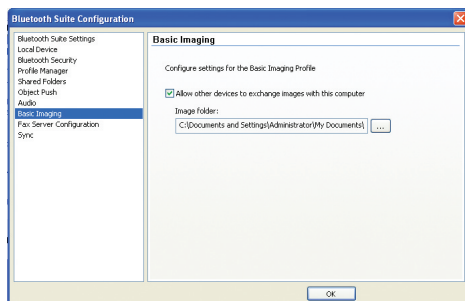 Bluetooth Suite Configuration
Bluetooth Suite Settings
Local Device
Bluetooth Security
Profile Manager
Shared Folders
Object Push
Audio
Basic Imaging
Fax Server Configuration
Sync
Basic Imaging
Configure settings for the Basic Imaging Profile
Allow other devices to exchange images with this computer
Image folder:
C:\Documents and Settings\Administrator\My Documents\
...
OK